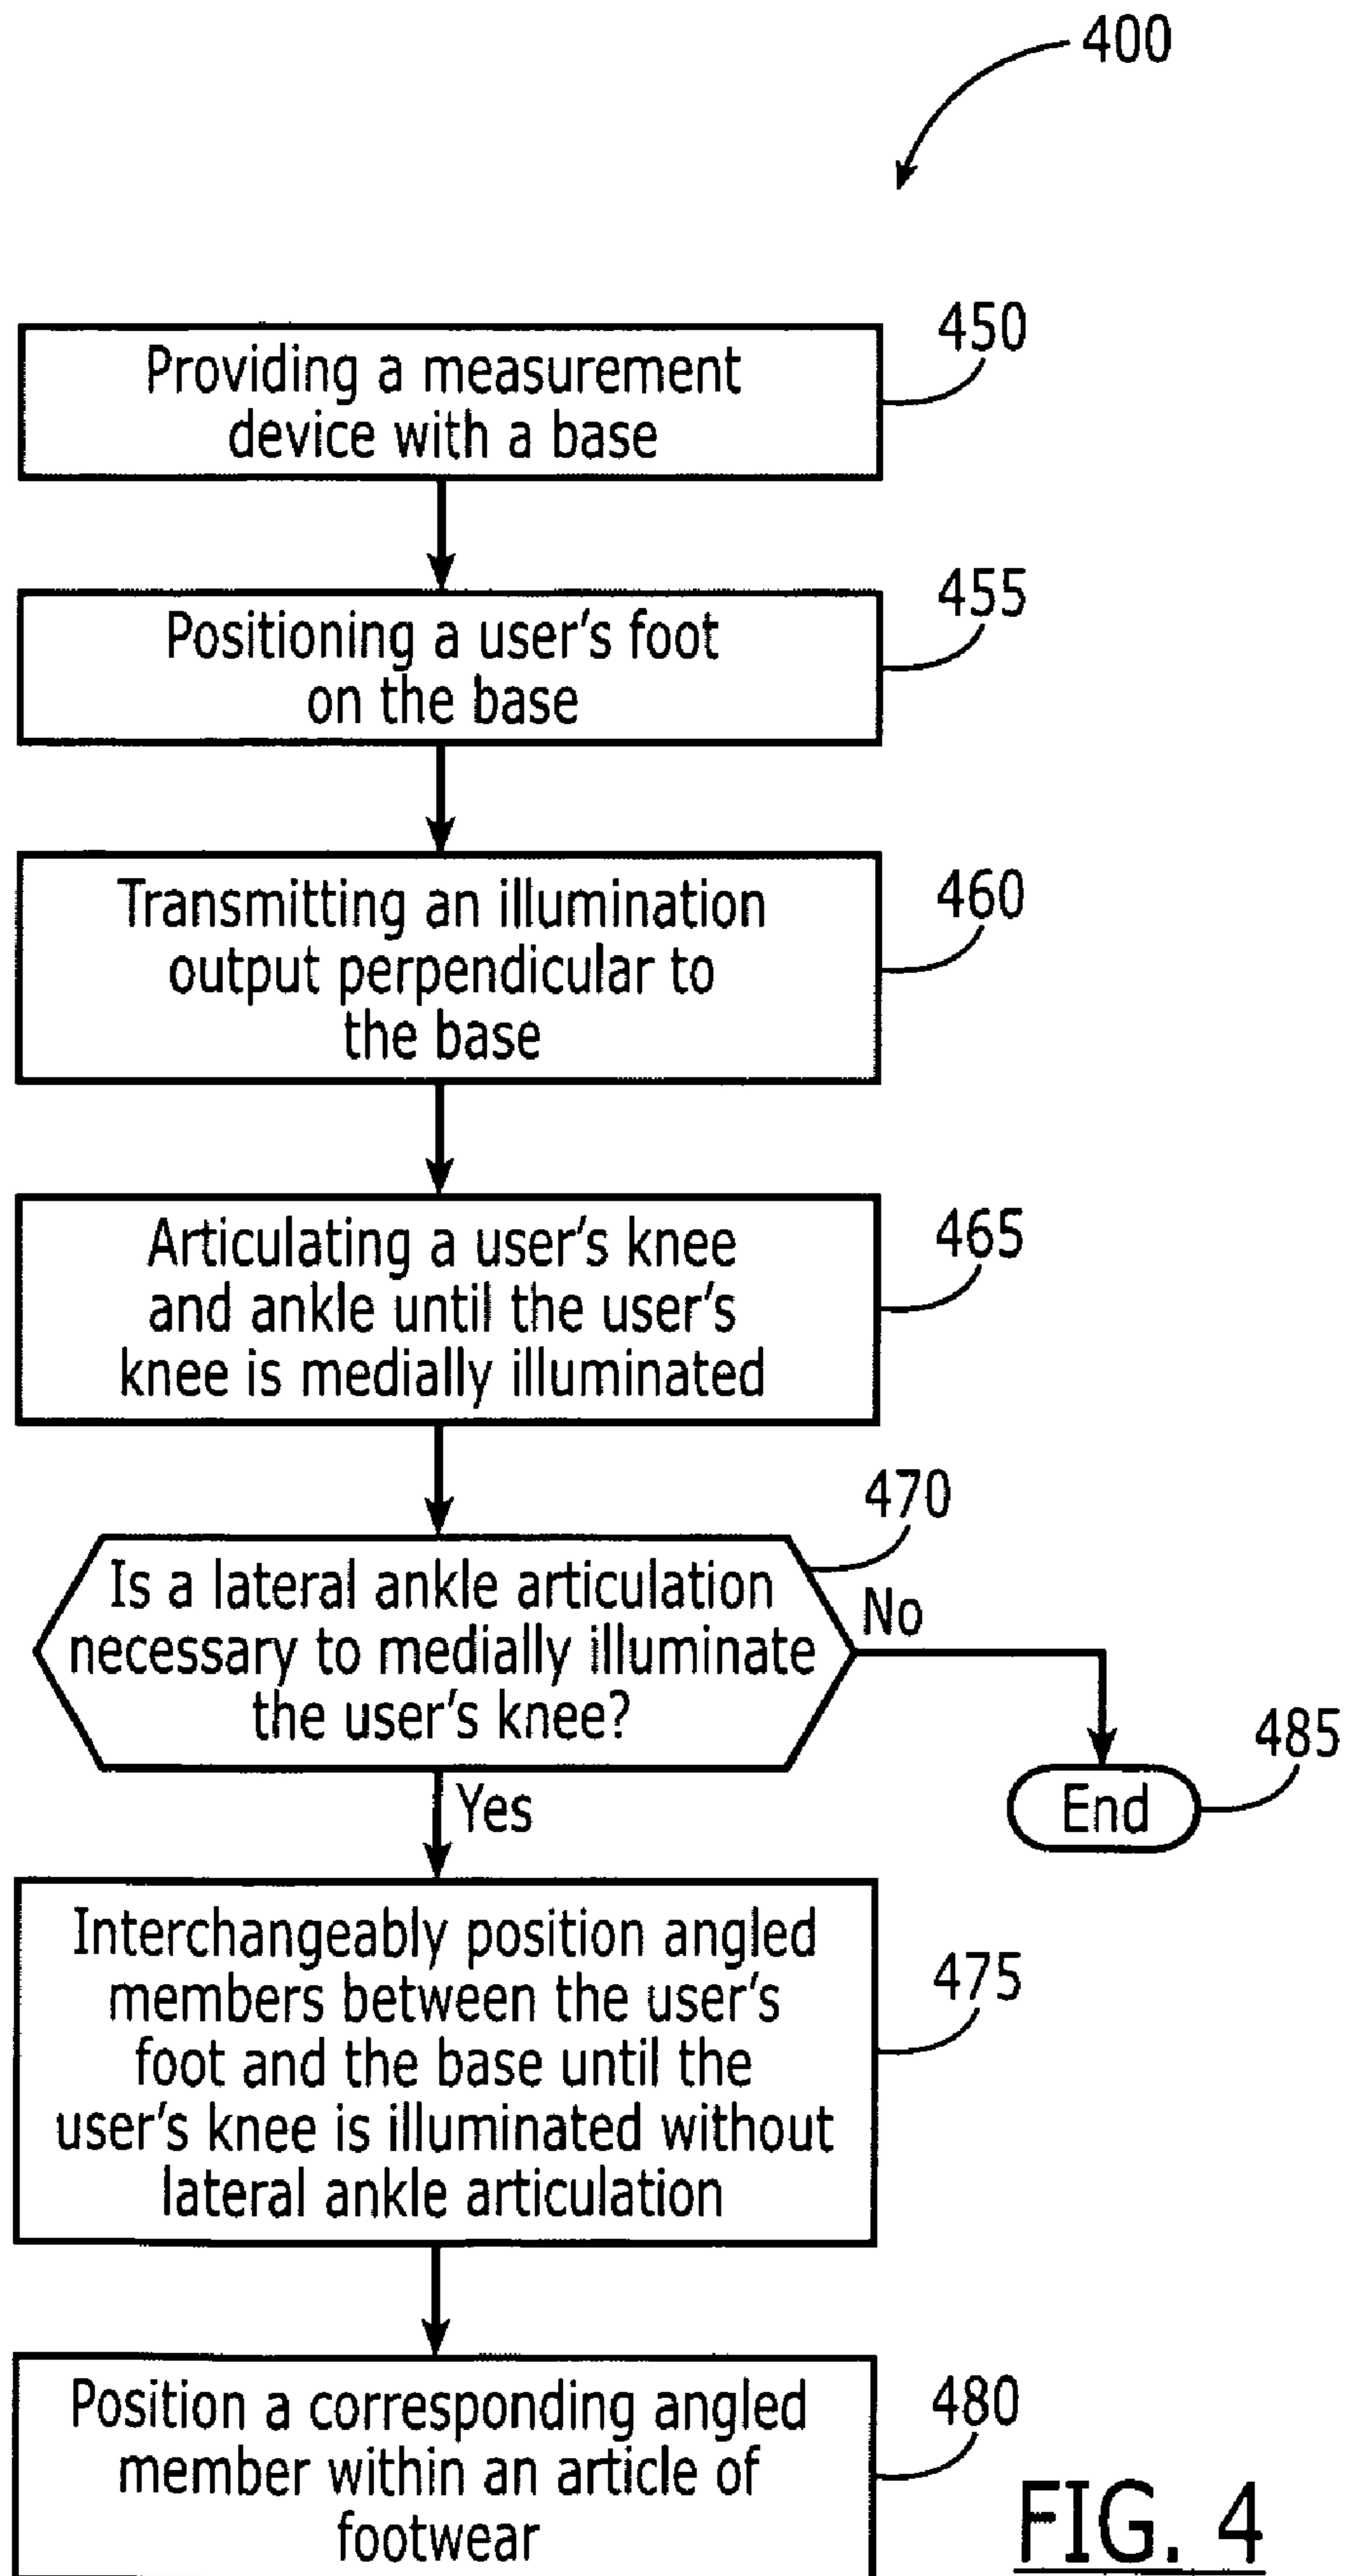 400
450
Providing a measurement
device with a base
455
Positioning a user's foot
on the base
460
Transmitting an illumination
output perpendicular to
the base
465
Articulating a user's knee
and ankle until the user's
knee is medially illuminated
470
Is a lateral ankle articulation
necessary to medially illuminate
the user's knee?
No
485
End
Yes
475
Interchangeably position angled
members between the user's
foot and the base until the
user's knee is illuminated without
lateral ankle articulation
480
Position a corresponding angled
member within an article of
footwear
FIG. 4